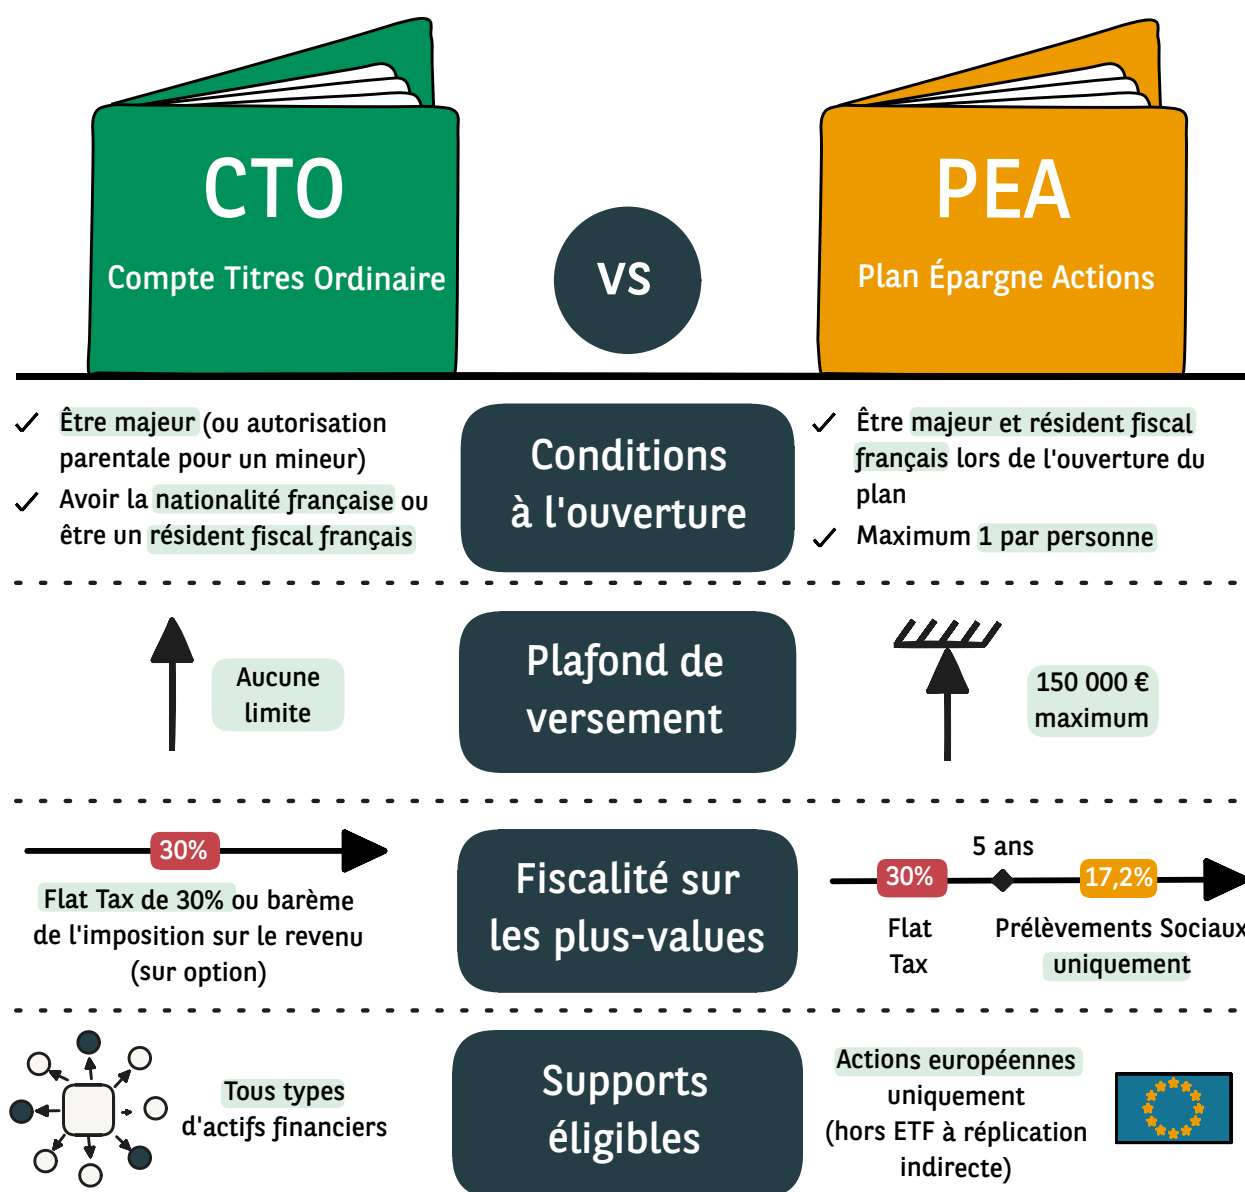 CTO
Compte Titres Ordinaire
VS
PEA
Plan Épargne Actions
Être majeur (ou autorisation
parentale pour un mineur)
Avoir la nationalité française ou
être un résident fiscal français
Conditions
à l'ouverture
Être majeur et résident fiscal
français lors de l'ouverture du
plan
Maximum 1 par personne
Aucune
limite
Plafond de
versement
150 000 €
maximum
30%
Flat Tax de 30% ou barème
de l'imposition sur le revenu
(sur option)
Fiscalité sur
les plus-values
5 ans
30%
17,2%
Flat
Tax
Prélèvements Sociaux
uniquement
Tous types
d'actifs financiers
Supports
éligibles
Actions européennes
uniquement
(hors ETF à réplication
indirecte)